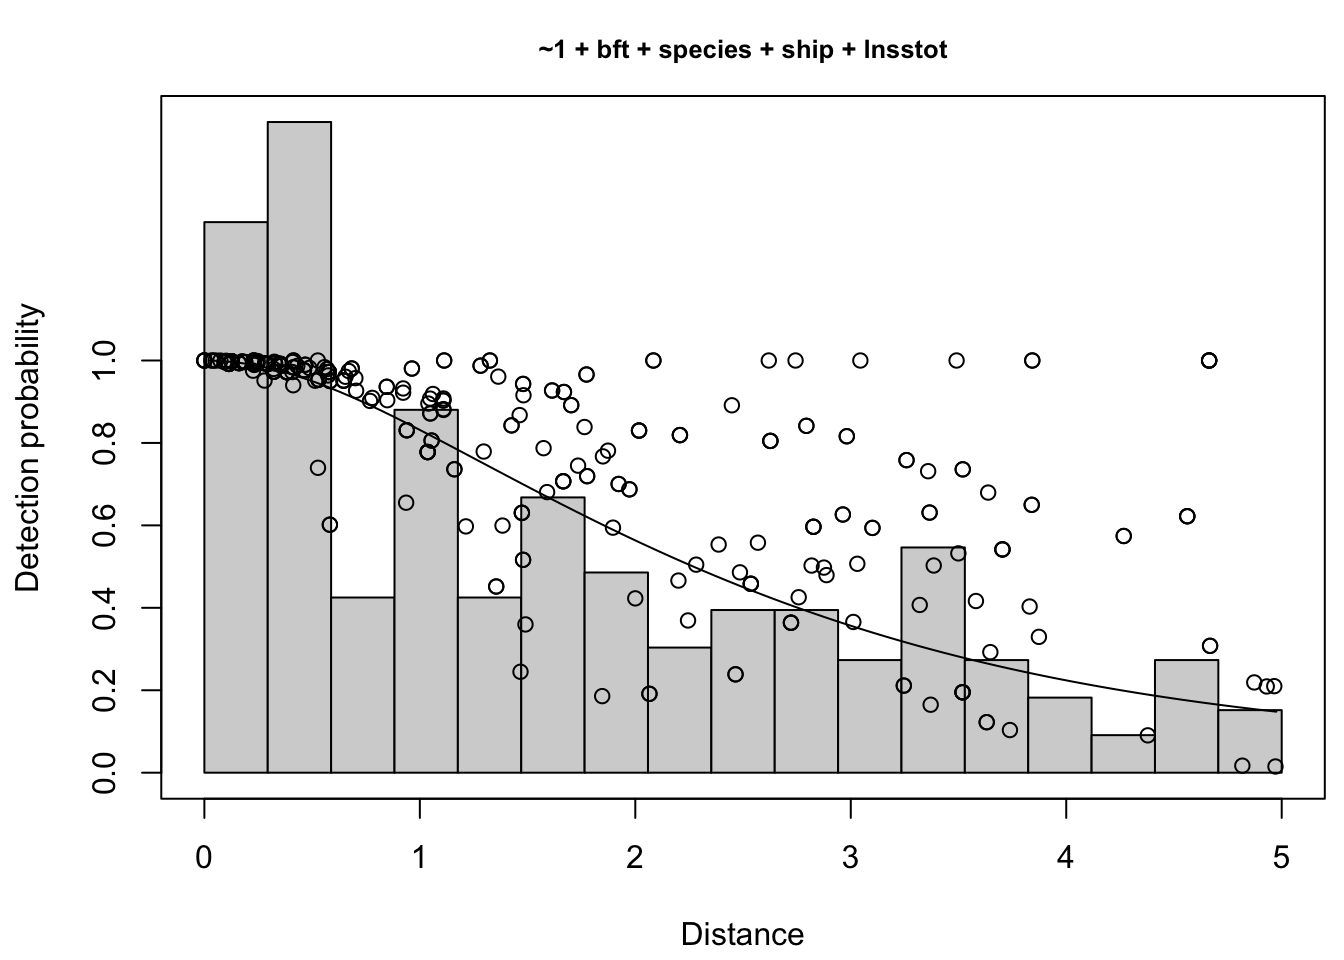 ~1 + bft + species + ship + lnsstot
Detection probability
1.0
0.8
0.6
0.4
0.2
0.0
0 1 2 3 4 5
Distance